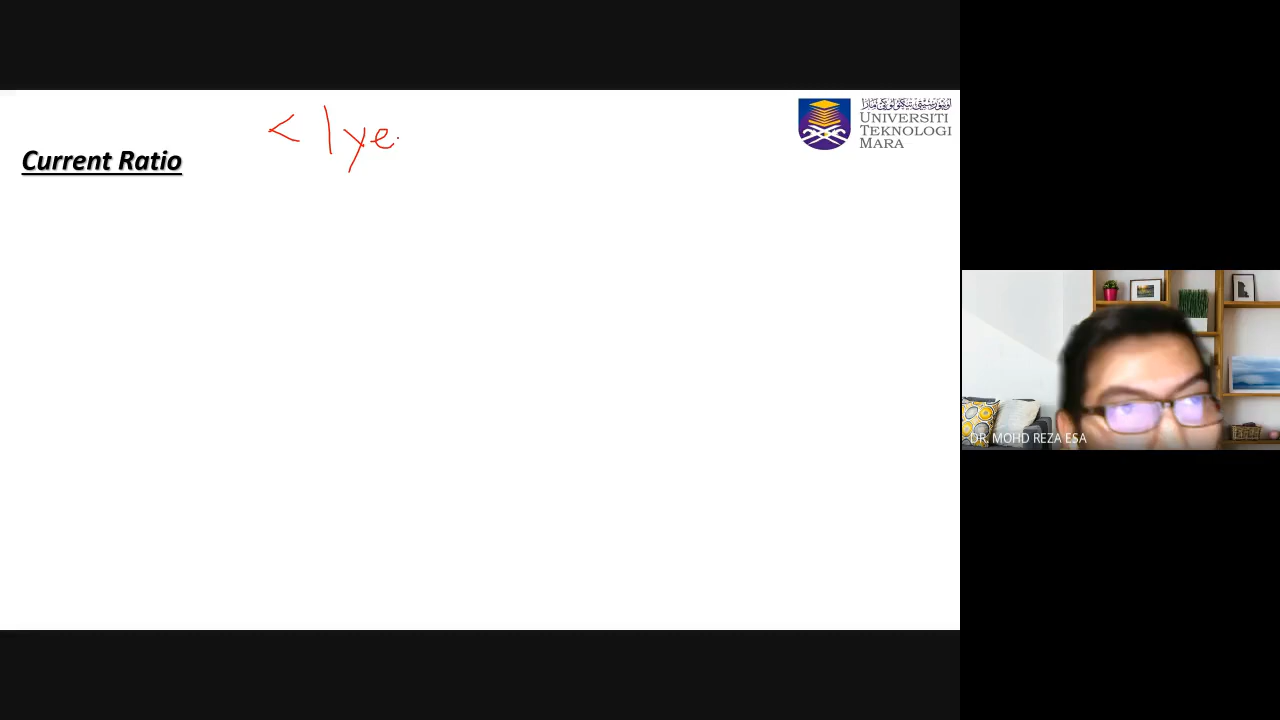 < 1 ye
Current Ratio
UNIVERSITI
TEKNOLOGI
MARA
DR. MOHD REZA ESA